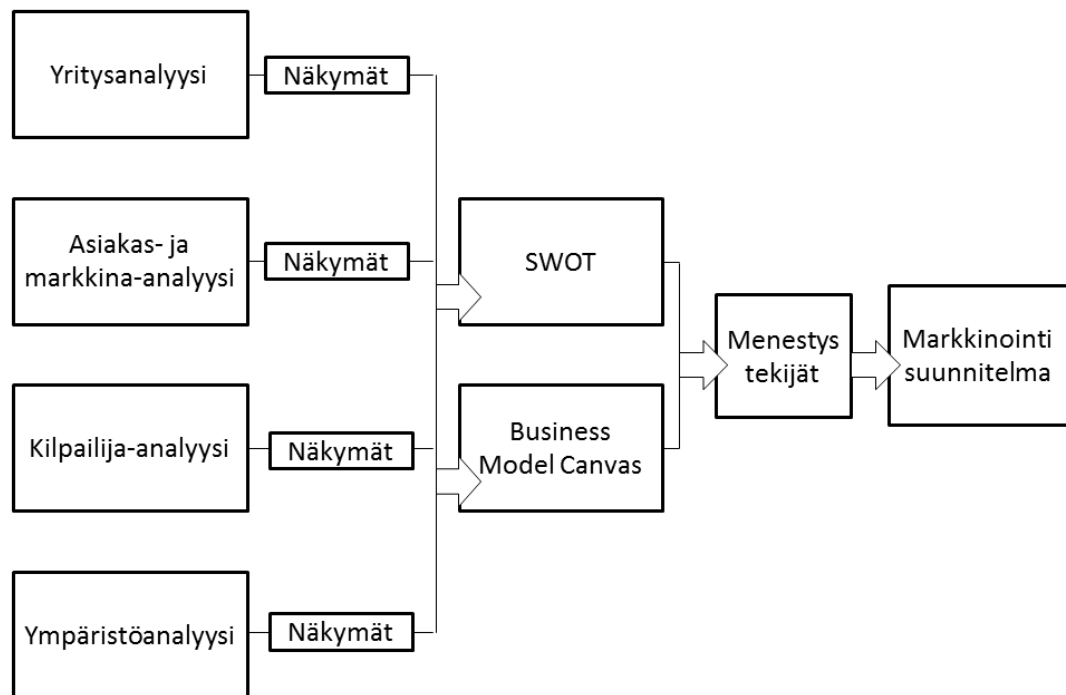 Yritysanalyysi
Näkymät
Asiakas- ja
markkina-analyysi
Näkymät
Kilpailija-analyysi
Näkymät
Ympäristöanalyysi
Näkymät
SWOT
Business
Model Canvas
Menestys
tekijät
Markkinointi
suunnitelma